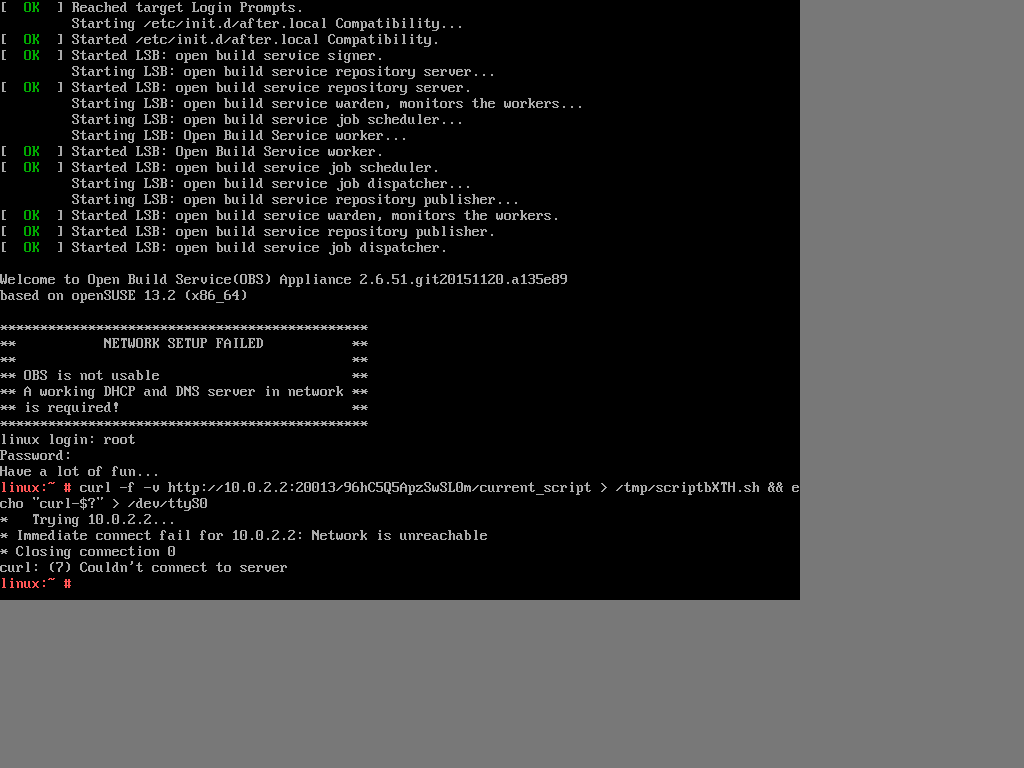 [  OK  ] Reached target Login Prompts.
         Starting /etc/init.d/after.local Compatibility...
[  OK  ] Started /etc/init.d/after.local Compatibility.
[  OK  ] Started LSB: open build service signer.
         Starting LSB: open build service repository server...
[  OK  ] Started LSB: open build service repository server.
         Starting LSB: open build service warden, monitors the workers...
         Starting LSB: open build service job scheduler...
         Starting LSB: Open Build Service worker...
[  OK  ] Started LSB: Open Build Service worker.
[  OK  ] Started LSB: open build service job scheduler.
         Starting LSB: open build service job dispatcher...
         Starting LSB: open build service repository publisher...
[  OK  ] Started LSB: open build service warden, monitors the workers.
[  OK  ] Started LSB: open build service repository publisher.
[  OK  ] Started LSB: open build service job dispatcher.
Welcome to Open Build Service(OBS) Appliance 2.6.51.git20151120.a135e89
based on openSUSE 13.2 (x86_64)
**********************************************
**           NETWORK SETUP FAILED           **
**                                          **
** OBS is not usable                        **
** A working DHCP and DNS server in network **
** is required!                             **
**********************************************
linux login: root
Password:
Have a lot of fun...
linux:~ # curl -f -v http://10.0.2.2:20013/96hC5Q5ApzSwSL0m/current_script > /tmp/scriptbXTH.sh && e
cho "curl-$?" > /dev/ttyS0
*   Trying 10.0.2.2...
* Immediate connect fail for 10.0.2.2: Network is unreachable
* Closing connection 0
curl: (7) Couldn't connect to server
linux:~ #